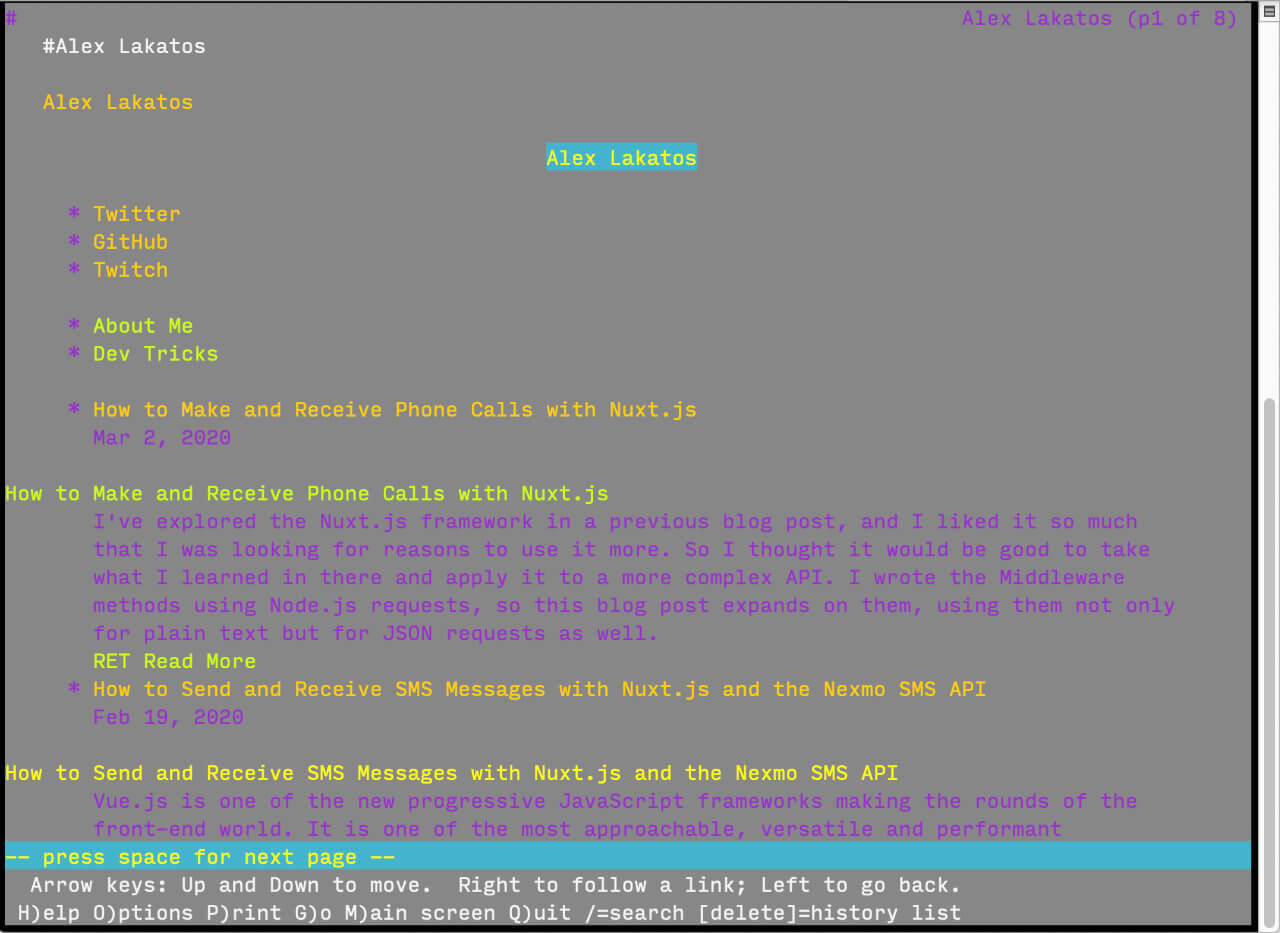 # Alex Lakatos (p1 of 8)
#Alex Lakatos
Alex Lakatos
Alex Lakatos
* Twitter
* GitHub
* Twitch
* About Me
* Dev Tricks
* How to Make and Receive Phone Calls with Nuxt.js
Mar 2, 2020
How to Make and Receive Phone Calls with Nuxt.js
I've explored the Nuxt.js framework in a previous blog post, and I liked it so much
that I was looking for reasons to use it more. So I thought it would be good to take
what I learned in there and apply it to a more complex API. I wrote the Middleware
methods using Node.js requests, so this blog post expands on them, using them not only
for plain text but for JSON requests as well.
RET Read More
* How to Send and Receive SMS Messages with Nuxt.js and the Nexmo SMS API
Feb 19, 2020
How to Send and Receive SMS Messages with Nuxt.js and the Nexmo SMS API
Vue.js is one of the new progressive JavaScript frameworks making the rounds of the
front-end world. It is one of the most approachable, versatile and performant
-- press space for next page --
Arrow keys: Up and Down to move.  Right to follow a link; Left to go back.
H)elp O)ptions P)rint G)o M)ain screen Q)uit /=search [delete]=history list